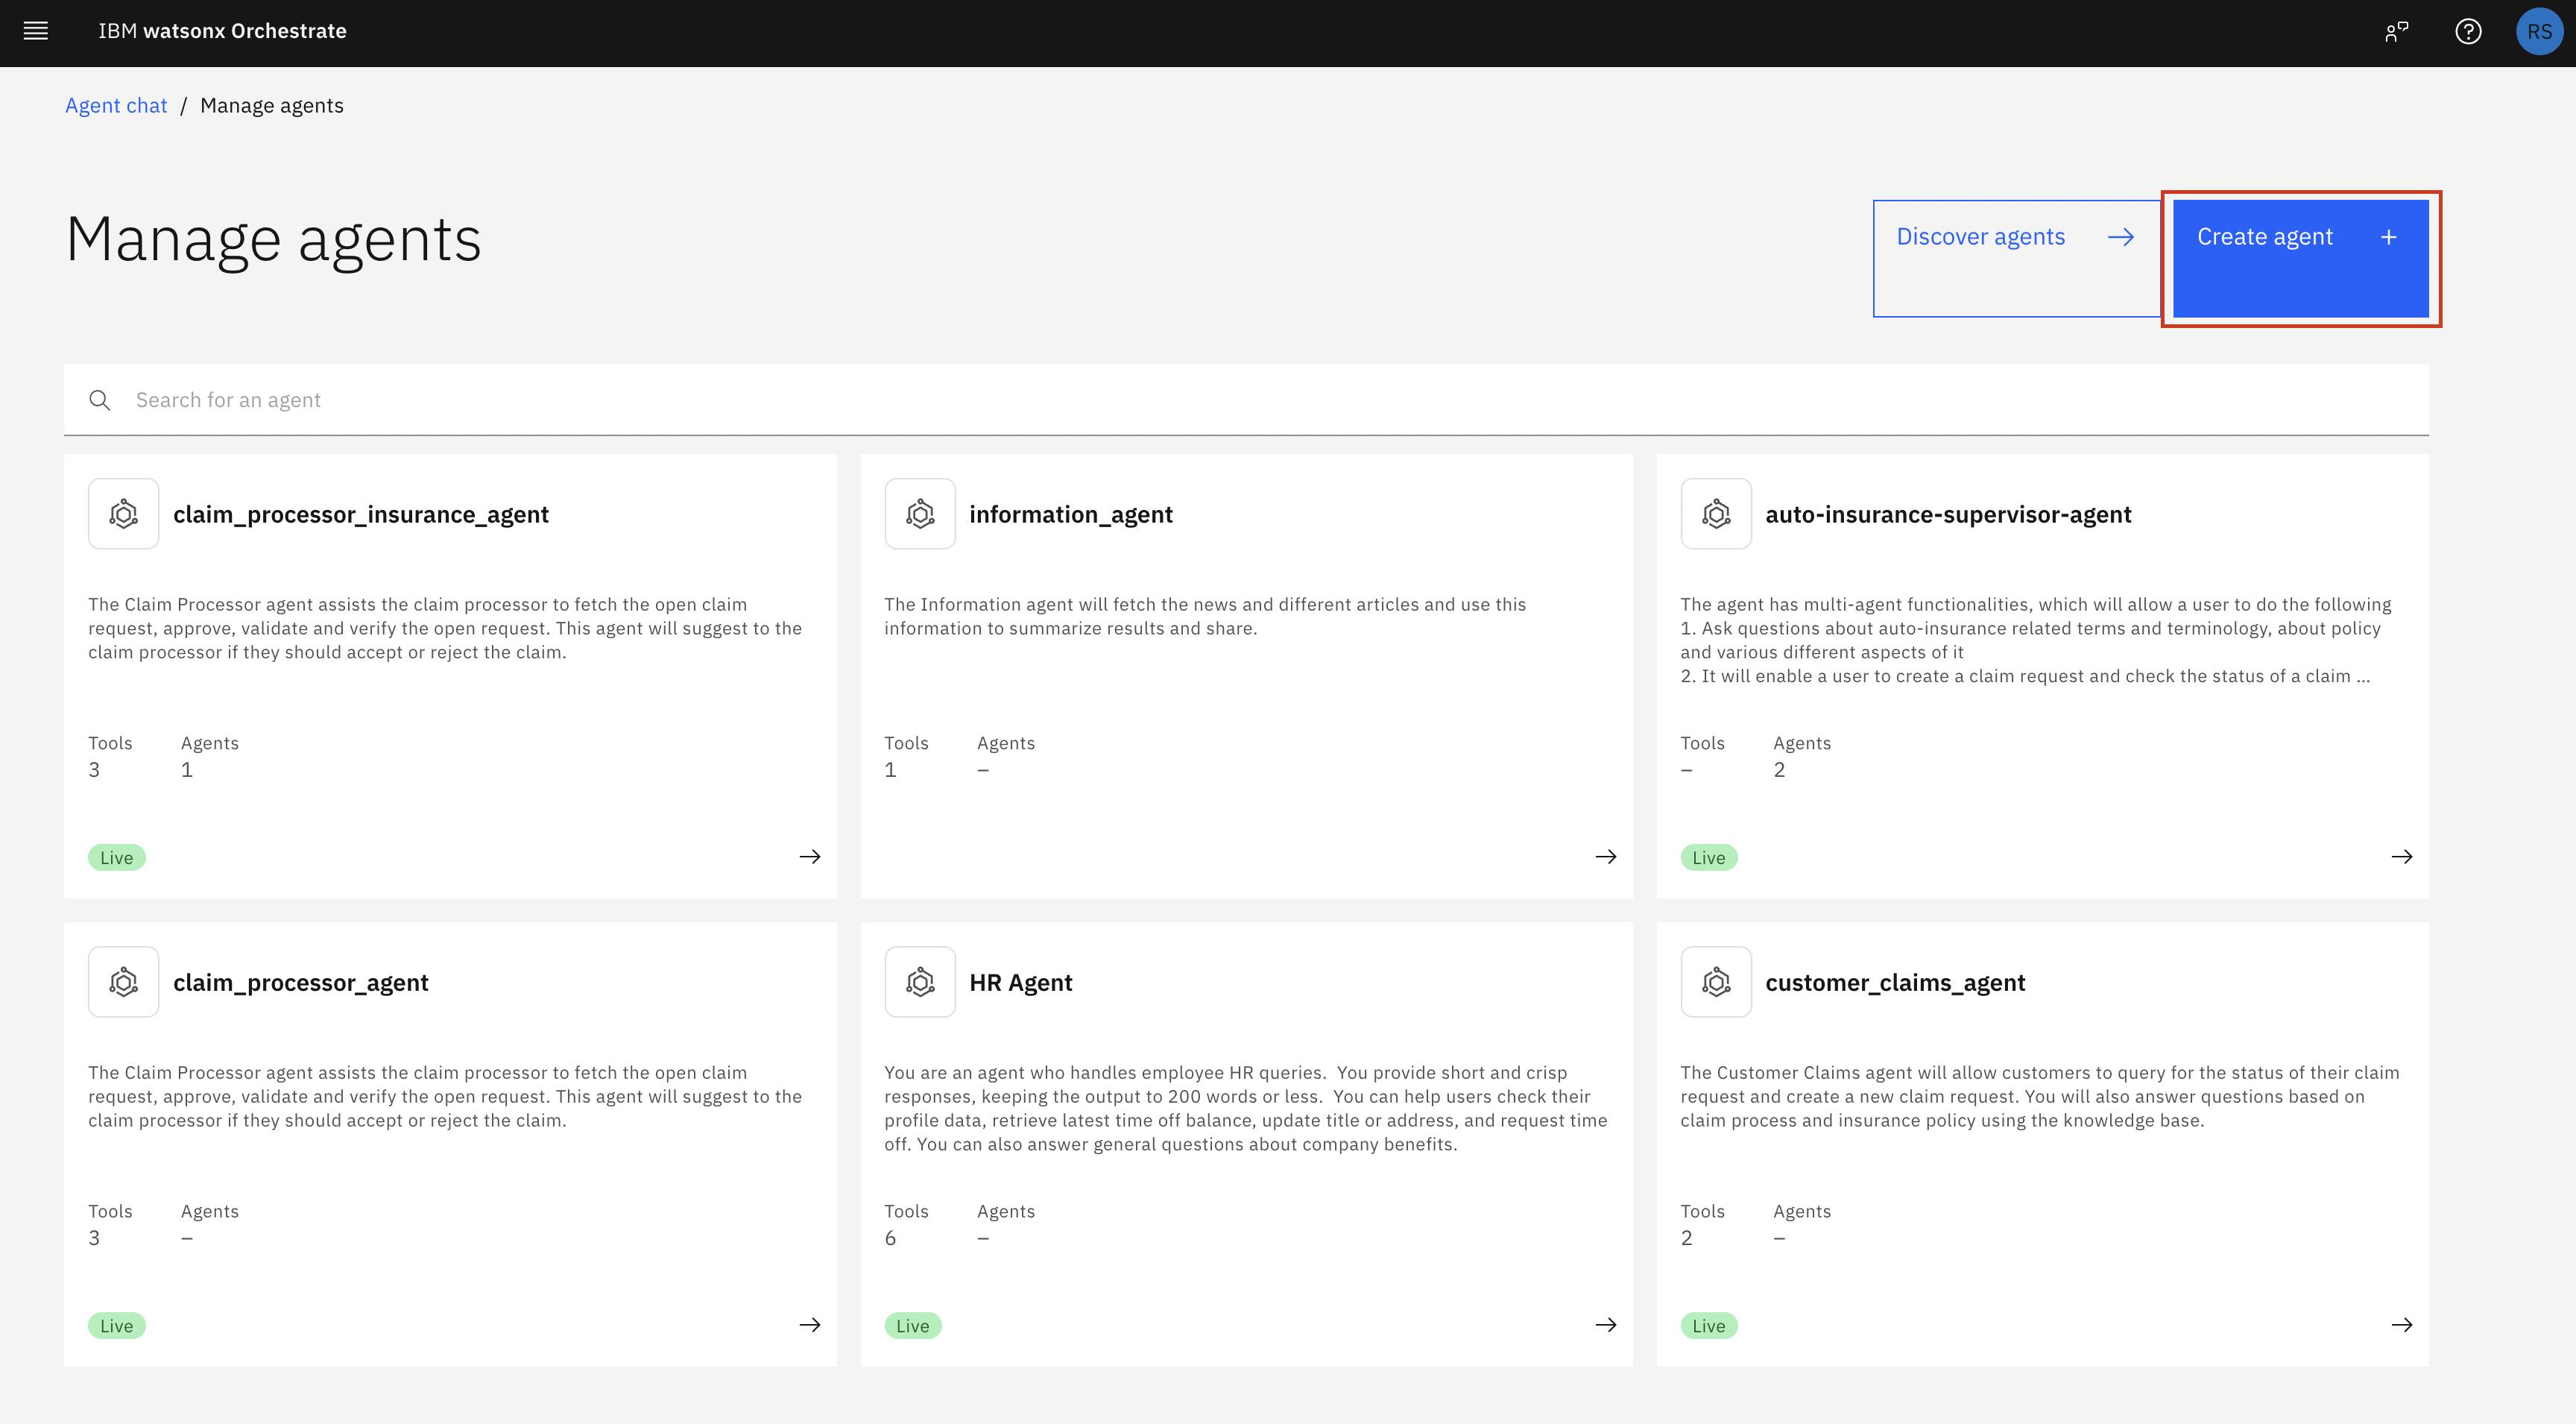 IBM watsonx Orchestrate
RS
Agent chat / Manage agents
Manage agents
Discover agents
Create agent
Search for an agent
claim_processor_insurance_agent
The Claim Processor agent assists the claim processor to fetch the open claim
request, approve, validate and verify the open request. This agent will suggest to the
claim processor if they should accept or reject the claim.
Tools Agents
3 1
Live
information_agent
The Information agent will fetch the news and different articles and use this
information to summarize results and share.
Tools Agents
1 –
auto-insurance-supervisor-agent
The agent has multi-agent functionalities, which will allow a user to do the following
1. Ask questions about auto-insurance related terms and terminology, about policy
and various different aspects of it
2. It will enable a user to create a claim request and check the status of a claim ...
Tools Agents
– 2
Live
claim_processor_agent
The Claim Processor agent assists the claim processor to fetch the open claim
request, approve, validate and verify the open request. This agent will suggest to the
claim processor if they should accept or reject the claim.
Tools Agents
3 –
Live
HR Agent
You are an agent who handles employee HR queries.  You provide short and crisp
responses, keeping the output to 200 words or less.  You can help users check their
profile data, retrieve latest time off balance, update title or address, and request time
off. You can also answer general questions about company benefits.
Tools Agents
6 –
Live
customer_claims_agent
The Customer Claims agent will allow customers to query for the status of their claim
request and create a new claim request. You will also answer questions based on
claim process and insurance policy using the knowledge base.
Tools Agents
2 –
Live